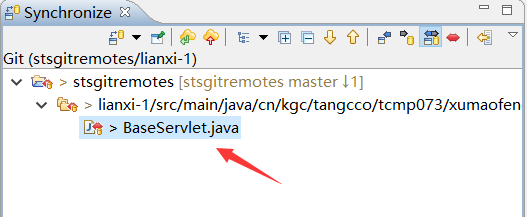 Synchronize
Git (stsgitremotes/lianxi-1)
> stsgitremotes [stsgitremotes master ↓1]
> lianxi-1/src/main/java/cn/kgc/tangcco/tcmp073/xumaofen
> BaseServlet.java